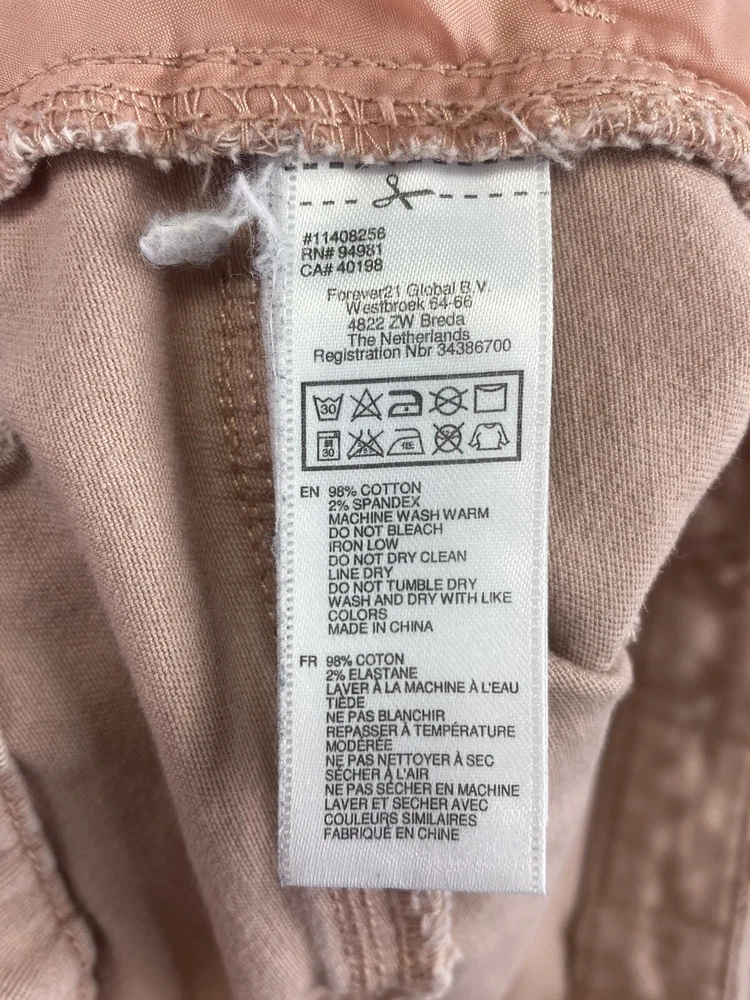 #11408256
RN# 94981
CA# 40198
Forever21 Global B.V.
Westbroek 64-66
4822 ZW Breda
The Netherlands
Registration Nbr 34386700
30
30 低
EN 98% COTTON
2% SPANDEX
MACHINE WASH WARM
DO NOT BLEACH
IRON LOW
DO NOT DRY CLEAN
LINE DRY
DO NOT TUMBLE DRY
WASH AND DRY WITH LIKE
COLORS
MADE IN CHINA
FR 98% COTON
2% ELASTANE
LAVER À LA MACHINE À L'EAU
TIÈDE
NE PAS BLANCHIR
REPASSER À TEMPÉRATURE
MODÉRÉE
NE PAS NETTOYER À SEC
SÉCHER À L'AIR
NE PAS SÉCHER EN MACHINE
LAVER ET SECHER AVEC
COULEURS SIMILAIRES
FABRIQUÉ EN CHINE